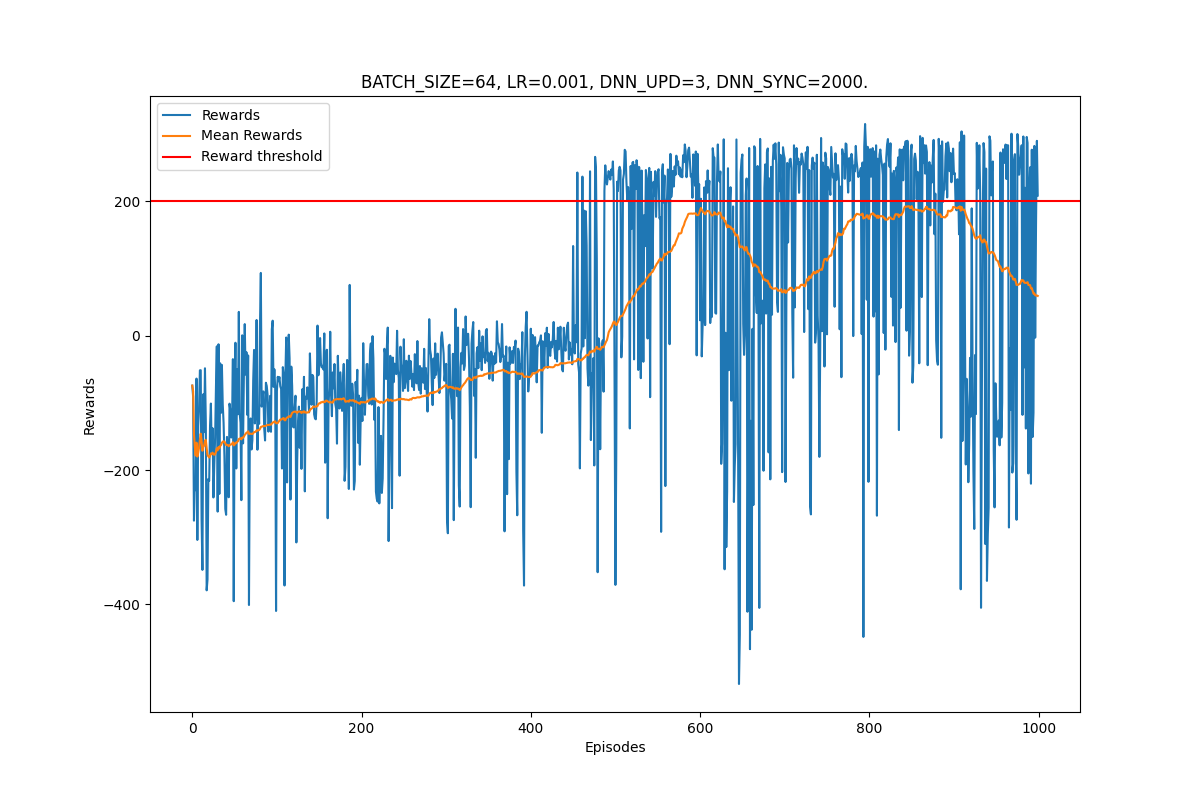 BATCH_SIZE=64, LR=0.001, DNN_UPD=3, DNN_SYNC=2000.
Rewards
Mean Rewards
Reward threshold
200
0
−200
−400
Rewards
0
200
400
600
800
1000
Episodes